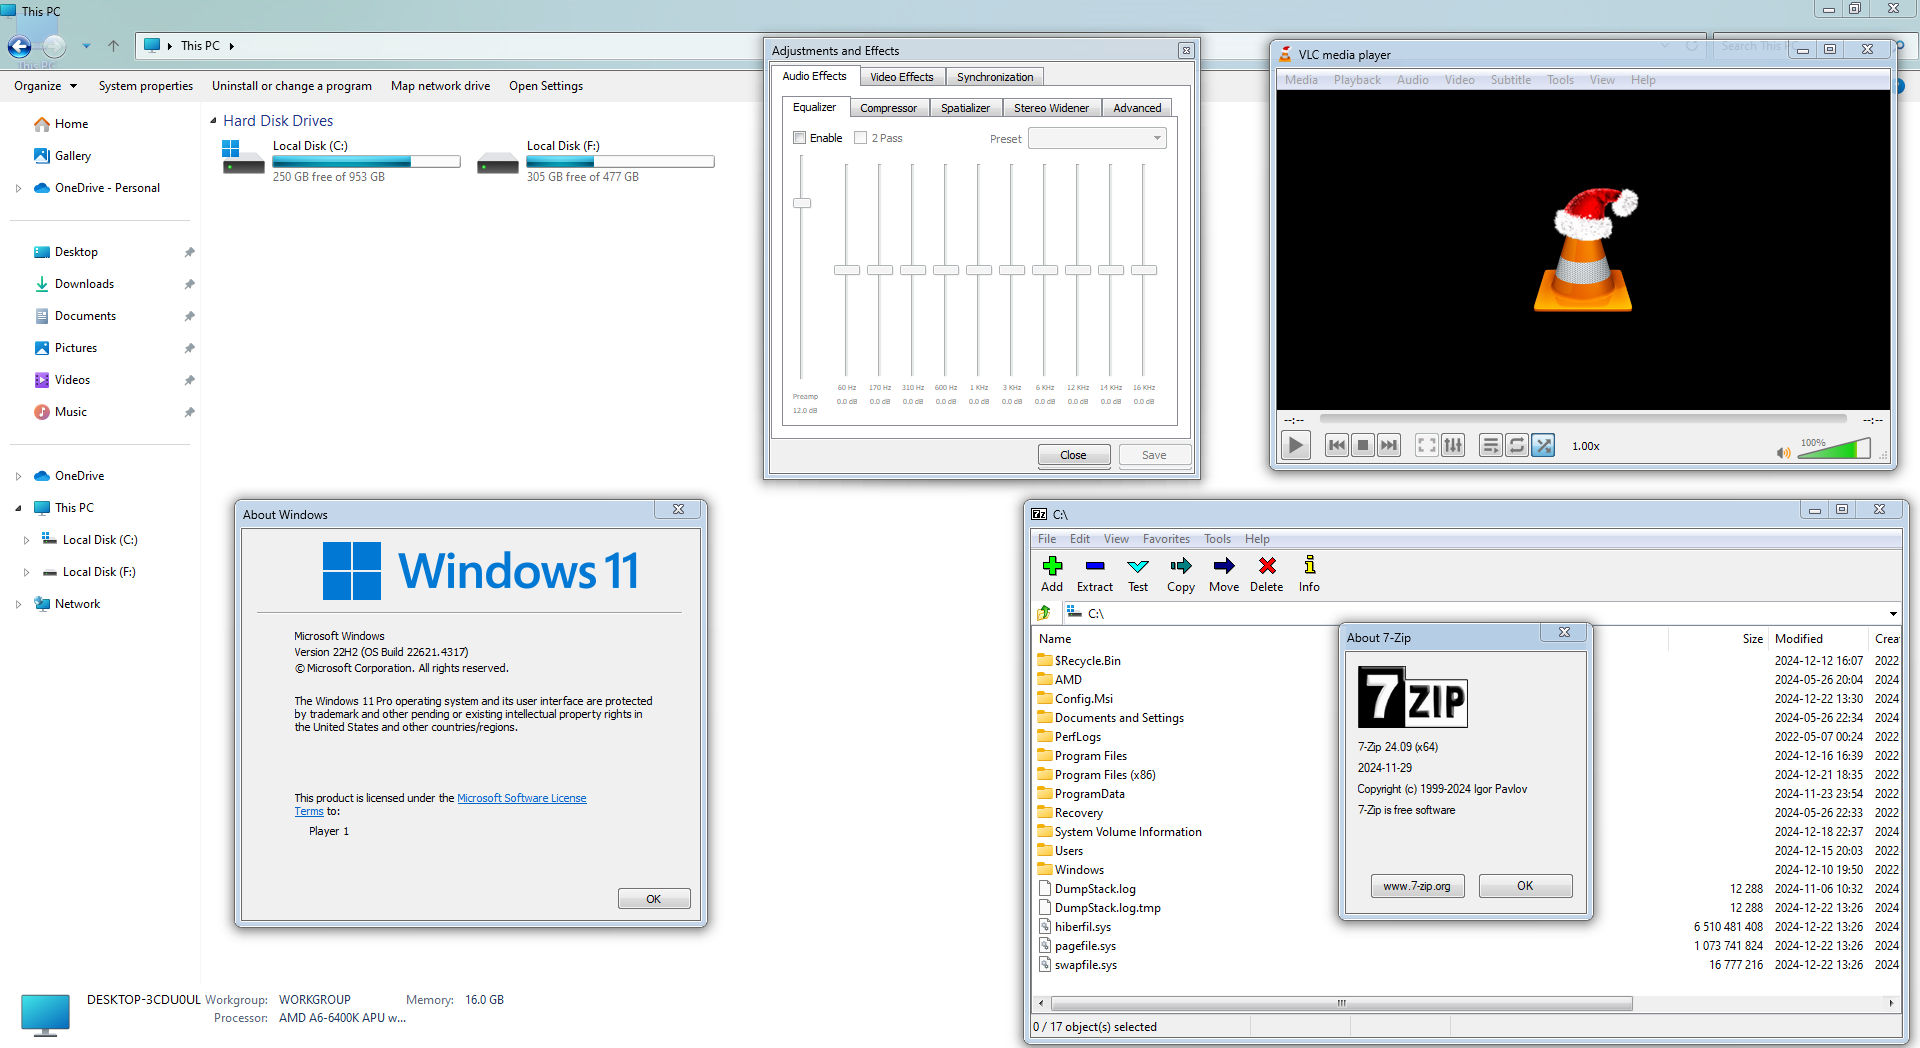 This PC
This PC
This PC
Search This PC
Organize
System properties
Uninstall or change a program
Map network drive
Open Settings
Home
Gallery
OneDrive - Personal
Desktop
Downloads
Documents
Pictures
Videos
Music
OneDrive
This PC
Local Disk (C:)
Local Disk (F:)
Network
Hard Disk Drives
Local Disk (C:)
250 GB free of 953 GB
Local Disk (F:)
305 GB free of 477 GB
Adjustments and Effects
Audio Effects Video Effects Synchronization
Equalizer Compressor Spatializer Stereo Widener Advanced
Enable 2 Pass Preset
60 Hz 170 Hz 310 Hz 600 Hz 1 KHz 3 KHz 6 KHz 12 KHz 14 KHz 16 KHz
Preamp 0.0 dB 0.0 dB 0.0 dB 0.0 dB 0.0 dB 0.0 dB 0.0 dB 0.0 dB 0.0 dB 0.0 dB
12.0 dB
Close Save
VLC media player
Media Playback Audio Video Subtitle Tools View Help
--:-- --:--
1.00x 100%
About Windows
Windows 11
Microsoft Windows
Version 22H2 (OS Build 22621.4317)
© Microsoft Corporation. All rights reserved.
The Windows 11 Pro operating system and its user interface are protected
by trademark and other pending or existing intellectual property rights in
the United States and other countries/regions.
This product is licensed under the Microsoft Software License
Terms to:
Player 1
OK
7z C:\
File Edit View Favorites Tools Help
Add Extract Test Copy Move Delete Info
C:\
Name Size Modified Crea
$Recycle.Bin 2024-12-12 16:07 2022
AMD 2024-05-26 20:04 2024
Config.Msi 2024-12-22 13:30 2024
Documents and Settings 2024-05-26 22:34 2024
PerfLogs 2022-05-07 00:24 2022
Program Files 2024-12-16 16:39 2022
Program Files (x86) 2024-12-21 18:35 2022
ProgramData 2024-11-23 23:54 2022
Recovery 2024-05-26 22:33 2024
System Volume Information 2024-12-18 22:37 2024
Users 2024-12-15 20:03 2022
Windows 2024-12-10 19:50 2022
DumpStack.log 12 288 2024-11-06 10:32 2024
DumpStack.log.tmp 12 288 2024-12-22 13:26 2024
hiberfil.sys 6 510 481 408 2024-12-22 13:26 2024
pagefile.sys 1 073 741 824 2024-12-22 13:26 2024
swapfile.sys 16 777 216 2024-12-22 13:26 2024
0 / 17 object(s) selected
About 7-Zip
7ZIP
7-Zip 24.09 (x64)
2024-11-29
Copyright (c) 1999-2024 Igor Pavlov
7-Zip is free software
www.7-zip.org OK
DESKTOP-3CDU0UL Workgroup: WORKGROUP Memory: 16.0 GB
Processor: AMD A6-6400K APU w...